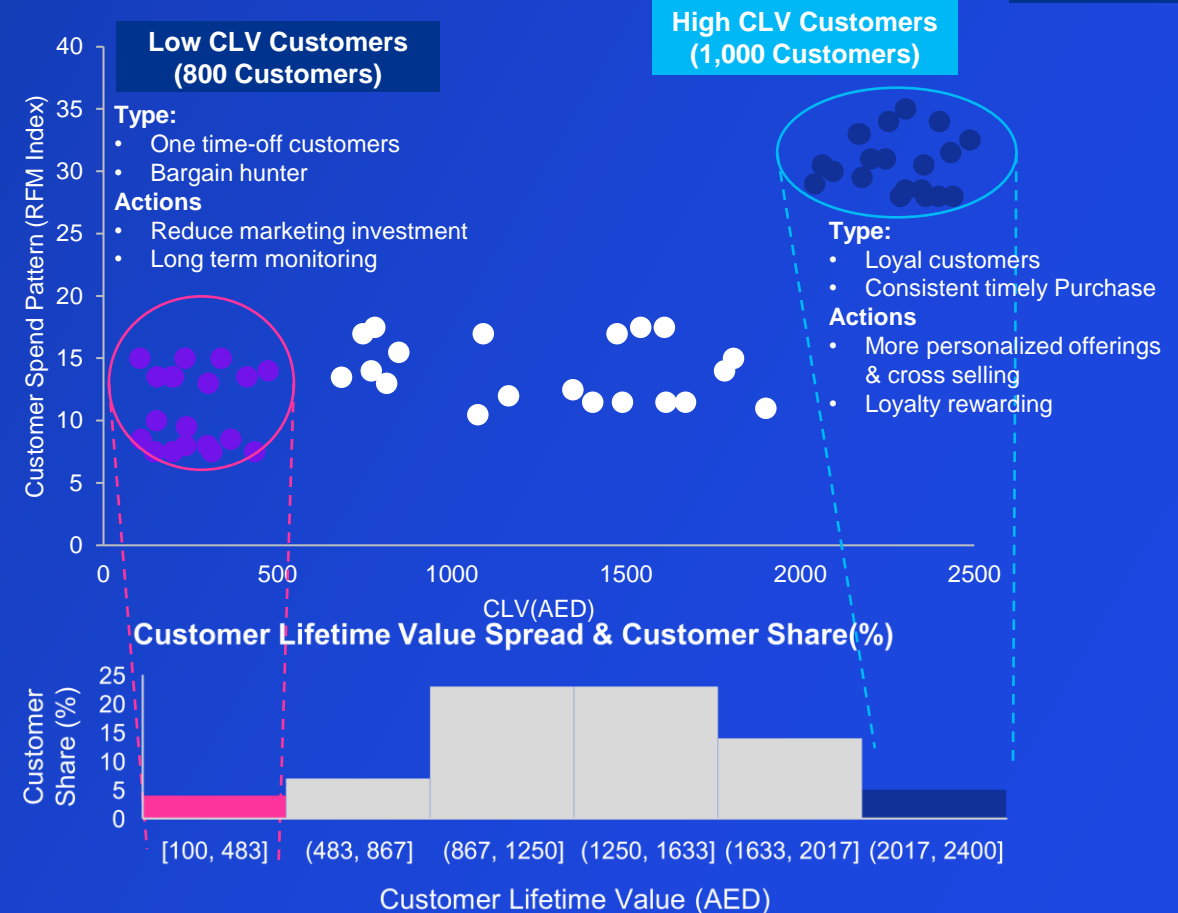 Low CLV Customers
(800 Customers)
High CLV Customers
(1,000 Customers)
Customer Spend Pattern (RFM Index)
40
35
30
25
20
15
10
5
0
Type:
• One time-off customers
• Bargain hunter
Actions
• Reduce marketing investment
• Long term monitoring
Type:
• Loyal customers
• Consistent timely Purchase
Actions
• More personalized offerings
& cross selling
• Loyalty rewarding
0 500 1000 1500 2000 2500
CLV(AED)
Customer Lifetime Value Spread & Customer Share(%)
Customer
Share (%)
25
20
15
10
5
0
[100, 483] (483, 867] (867, 1250] (1250, 1633] (1633, 2017] (2017, 2400]
Customer Lifetime Value (AED)